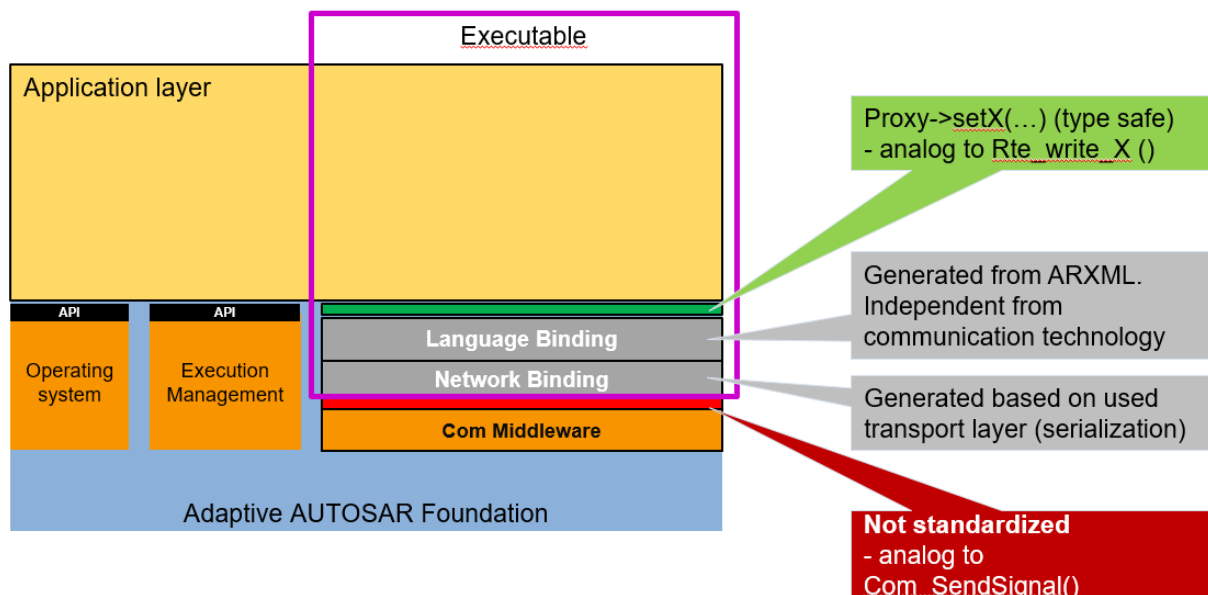 Executable
Application layer
Proxy->setX(…) (type safe)
- analog to Rte_write_X ()
Generated from ARXML.
Independent from
communication technology
API
API
Language Binding
Operating
system
Execution
Management
Network Binding
Generated based on used
transport layer (serialization)
Com Middleware
Adaptive AUTOSAR Foundation
Not standardized
- analog to
Com_SendSignal()